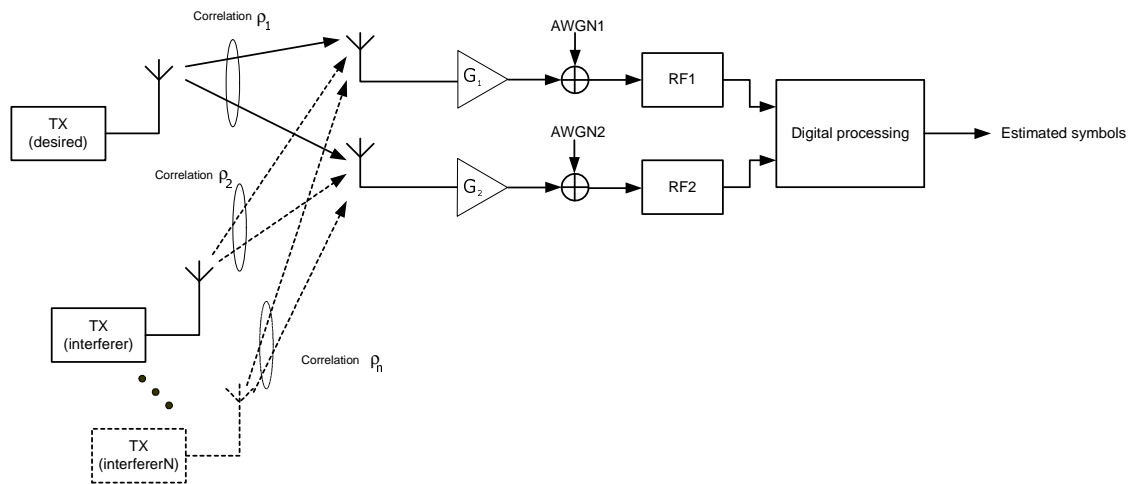 Correlation ρ1
AWGN1
G1
RF1
TX
(desired)
Digital processing
Estimated symbols
AWGN2
Correlation ρ2
G2
RF2
TX
(interferer)
Correlation ρn
TX
(interfererN)